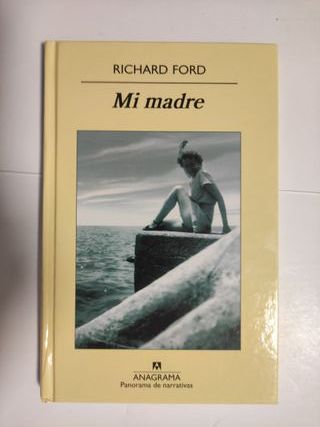 RICHARD FORD
Mi madre
ANAGRAMA
Panorama de narrativas